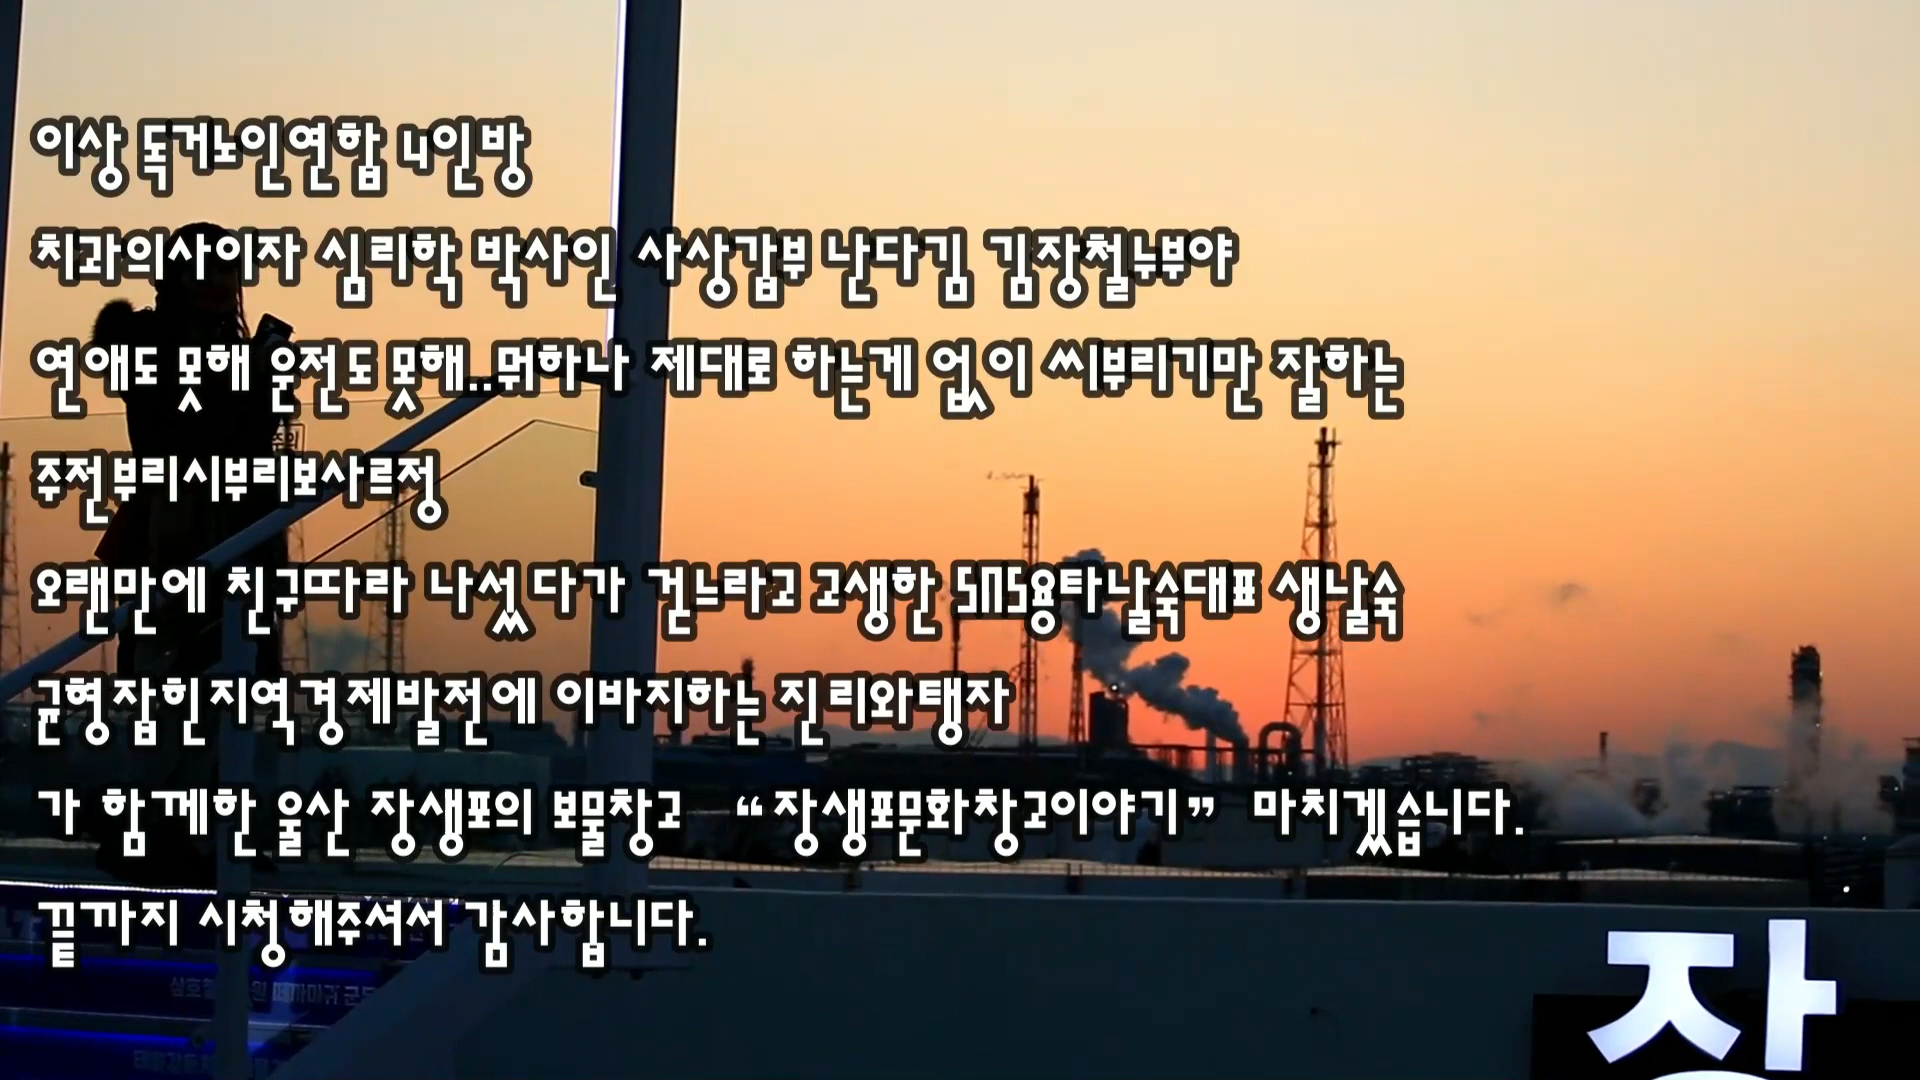 이상 독거노인연합 4인방
치과의사이자 심리학 박사인 사상갑부 난다김 김장철뉴부야
연애도 못해 운전도 못해..뭐하나 제대로 하는게 없이 씨부리기만 잘하는
주전부리시부리보사르정
오랜만에 친구따라 나섰다가 걷느라고 고생한 SNS용타날숙대표 생날숙
균형잡힌지역경제발전에 이바지하는 진리와탱자
가 함께한 울산 장생포의 보물창고 “장생포문화창고이야기” 마치겠습니다.
끝까지 시청해주셔서 감사합니다.
장